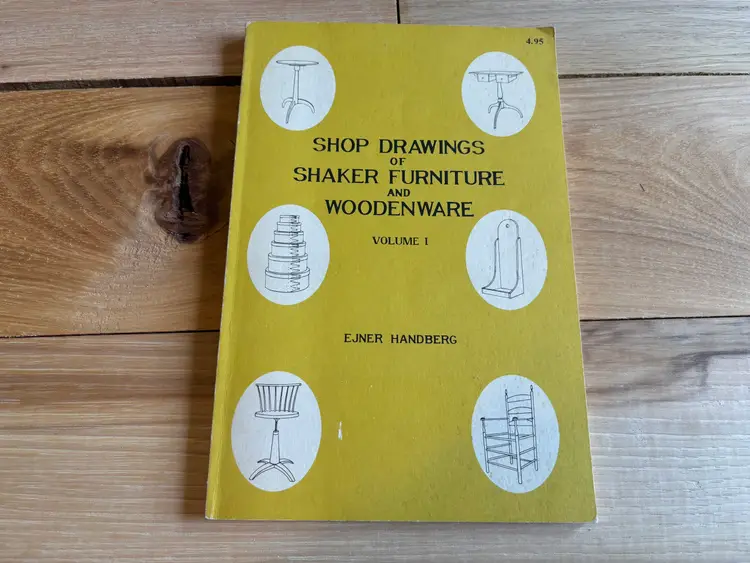 4.95
SHOP DRAWINGS
OF
SHAKER FURNITURE
AND
WOODENWARE
VOLUME I
EJNER HANDBERG